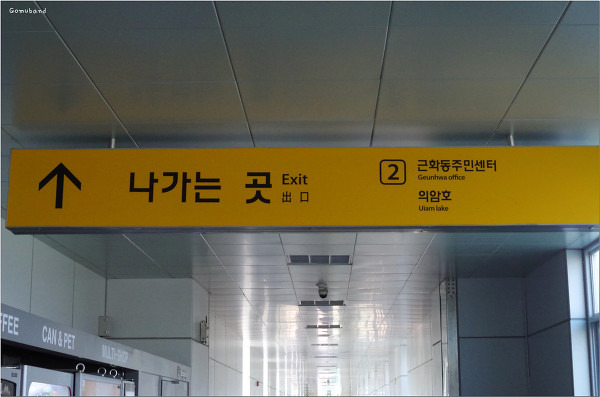 Gomuband
나가는 곳
Exit
出口
2
근화동주민센터
Geunhwa office
의암호
Uiam lake
FFEE
CAN & PET
MULTI-SHOP